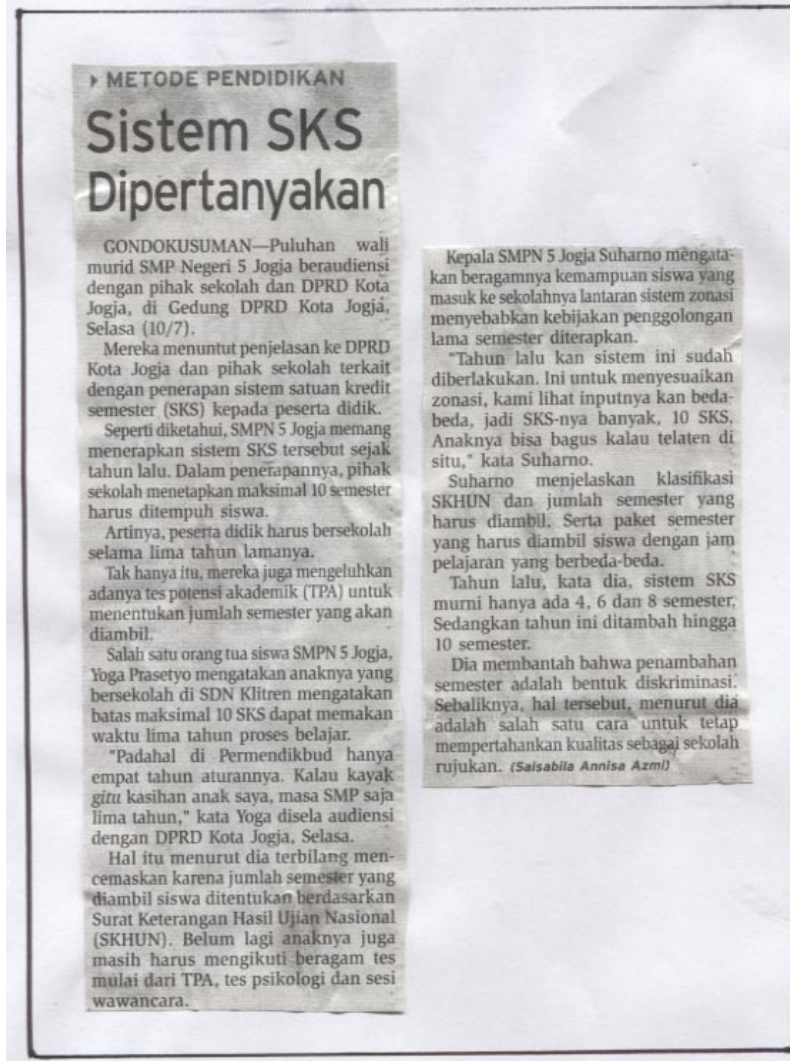 ▸ METODE PENDIDIKAN
Sistem SKS
Dipertanyakan
GONDOKUSUMAN—Puluhan wali
murid SMP Negeri 5 Jogja beraudiensi
dengan pihak sekolah dan DPRD Kota
Jogja, di Gedung DPRD Kota Jogja,
Selasa (10/7).
Mereka menuntut penjelasan ke DPRD
Kota Jogja dan pihak sekolah terkait
dengan penerapan sistem satuan kredit
semester (SKS) kepada peserta didik.
Seperti diketahui, SMPN 5 Jogja memang
menerapkan sistem SKS tersebut sejak
tahun lalu. Dalam penerapannya, pihak
sekolah menetapkan maksimal 10 semester
harus ditempuh siswa.
Artinya, peserta didik harus bersekolah
selama lima tahun lamanya.
Tak hanya itu, mereka juga mengeluhkan
adanya tes potensi akademik (TPA) untuk
menentukan jumlah semester yang akan
diambil.
Salah satu orang tua siswa SMPN 5 Jogja,
Yoga Prasetyo mengatakan anaknya yang
bersekolah di SDN Klitren mengatakan
batas maksimal 10 SKS dapat memakan
waktu lima tahun proses belajar.
"Padahal di Permendikbud hanya
empat tahun aturannya. Kalau kayak
gitu kasihan anak saya, masa SMP saja
lima tahun," kata Yoga disela audiensi
dengan DPRD Kota Jogja, Selasa.
Hal itu menurut dia terbilang men-
cemaskan karena jumlah semester yang
diambil siswa ditentukan berdasarkan
Surat Keterangan Hasil Ujian Nasional
(SKHUN). Belum lagi anaknya juga
masih harus mengikuti beragam tes
mulai dari TPA, tes psikologi dan sesi
wawancara.
Kepala SMPN 5 Jogja Suharno mengata-
kan beragamnya kemampuan siswa yang
masuk ke sekolahnya lantaran sistem zonasi
menyebabkan kebijakan penggolongan
lama semester diterapkan.
"Tahun lalu kan sistem ini sudah
diberlakukan. Ini untuk menyesuaikan
zonasi, kami lihat inputnya kan beda-
beda, jadi SKS-nya banyak, 10 SKS.
Anaknya bisa bagus kalau telaten di
situ," kata Suharno.
Suharno menjelaskan klasifikasi
SKHUN dan jumlah semester yang
harus diambil. Serta paket semester
yang harus diambil siswa dengan jam
pelajaran yang berbeda-beda.
Tahun lalu, kata dia, sistem SKS
murni hanya ada 4, 6 dan 8 semester.
Sedangkan tahun ini ditambah hingga
10 semester.
Dia membantah bahwa penambahan
semester adalah bentuk diskriminasi.
Sebaliknya, hal tersebut, menurut dia
adalah salah satu cara untuk tetap
mempertahankan kualitas sebagai sekolah
rujukan. (Salsabila Annisa Azmi)